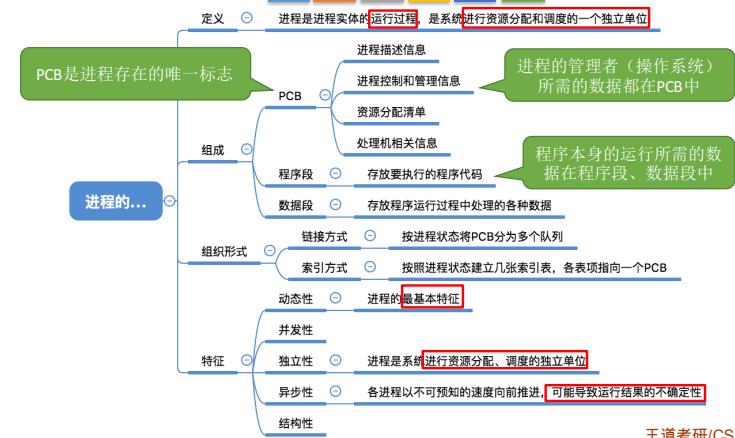 定义
进程是进程实体的运行过程，是系统进行资源分配和调度的一个独立单位
PCB是进程存在的唯一标志
进程描述信息
进程的管理者（操作系统）
所需的数据都在PCB中
PCB
进程控制和管理信息
资源分配清单
组成
处理机相关信息
程序本身的运行所需的数
据在程序段、数据段中
程序段
存放要执行的程序代码
进程的...
数据段
存放程序运行过程中处理的各种数据
组织形式
链接方式
按进程状态将PCB分为多个队列
索引方式
按照进程状态建立几张索引表，各表项指向一个PCB
动态性
进程的最基本特征
并发性
特征
独立性
进程是系统进行资源分配、调度的独立单位
异步性
各进程以不可预知的速度向前推进，可能导致运行结果的不确定性
结构性
王道考研/CS